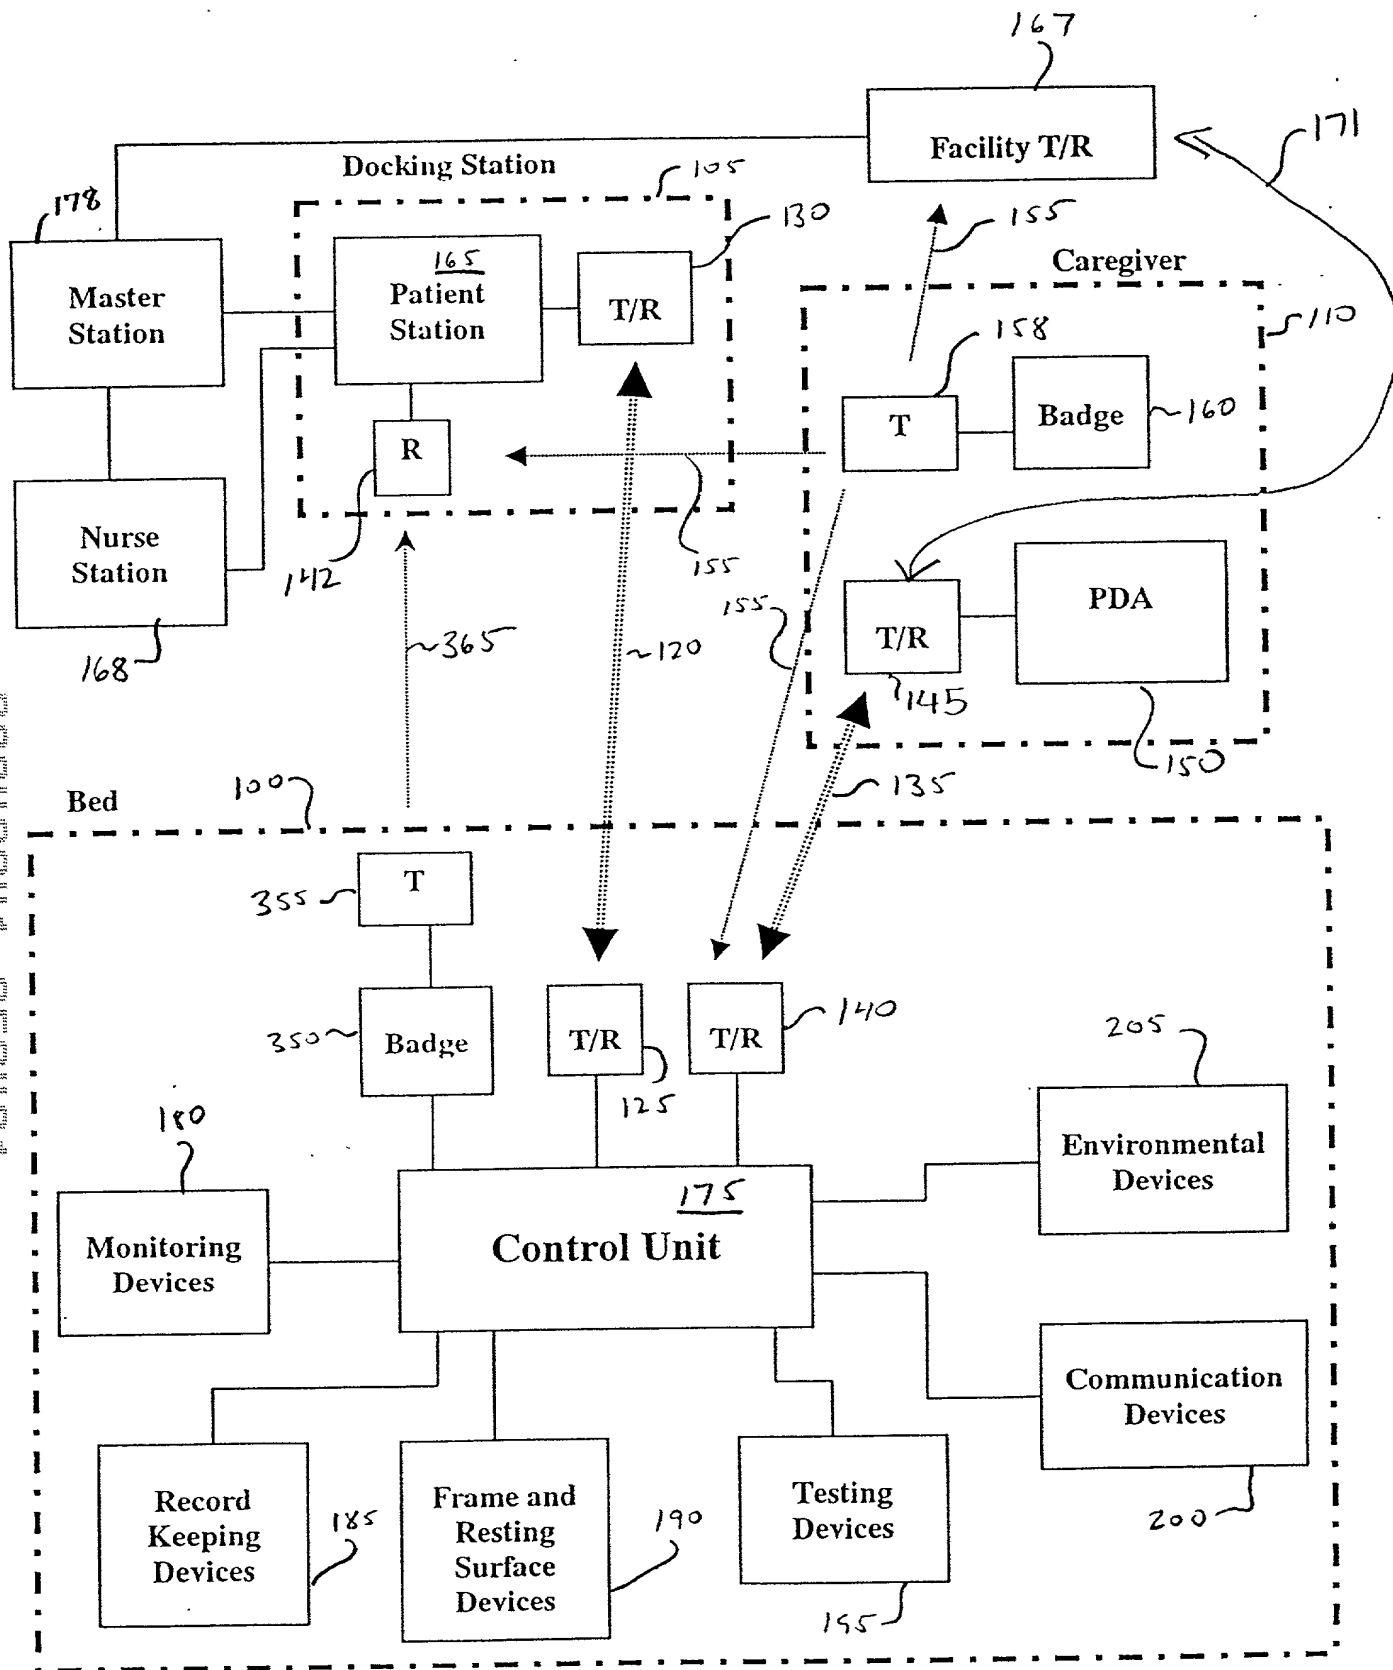 167
Facility T/R
171
Docking Station
105
178
130
155
Caregiver
165
Patient
Station
T/R
Master
Station
110
158
T
Badge
160
R
142
155
Nurse
Station
168
365
120
155
T/R
145
PDA
150
135
Bed
100
355
T
350
Badge
T/R
125
T/R
140
205
Environmental
Devices
180
Monitoring
Devices
175
Control Unit
Communication
Devices
200
Record
Keeping
Devices
185
Frame and
Resting
Surface
Devices
190
Testing
Devices
195